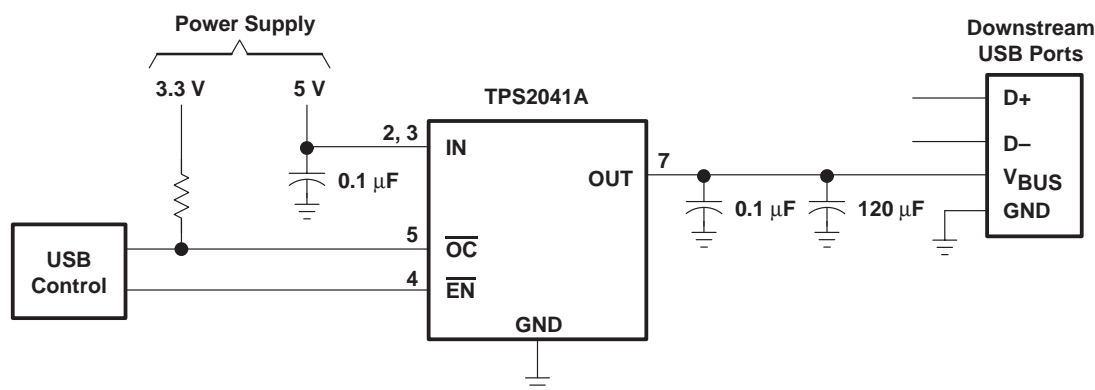 Power Supply
3.3 V
5 V
TPS2041A
Downstream
USB Ports
2, 3
IN
0.1 μF
7
OUT
0.1 μF
120 μF
D+
D–
VBUS
GND
USB
Control
5
OC
4
EN
GND